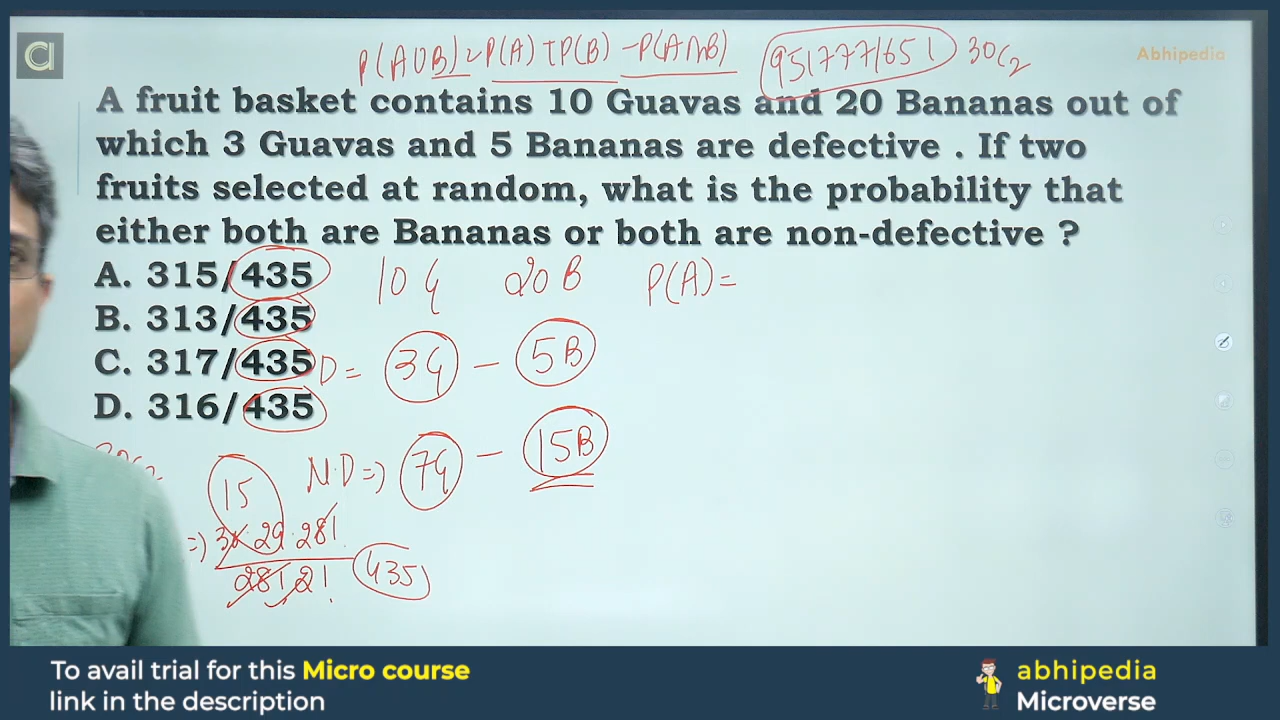 P(A∪B) = P(A) + P(B) - P(A∩B) 9517771651 30C₂
Abhipedia
A fruit basket contains 10 Guavas and 20 Bananas out of
which 3 Guavas and 5 Bananas are defective . If two
fruits selected at random, what is the probability that
either both are Bananas or both are non-defective ?
A. 315/435
10 G 20 B P(A) =
B. 313/435
C. 317/435
D = 3G - 5B
D. 316/435
N.D => 7G - 15B
15
=> 30.29.28!
28! 2! 435
To avail trial for this Micro course
link in the description
abhipedia
Microverse